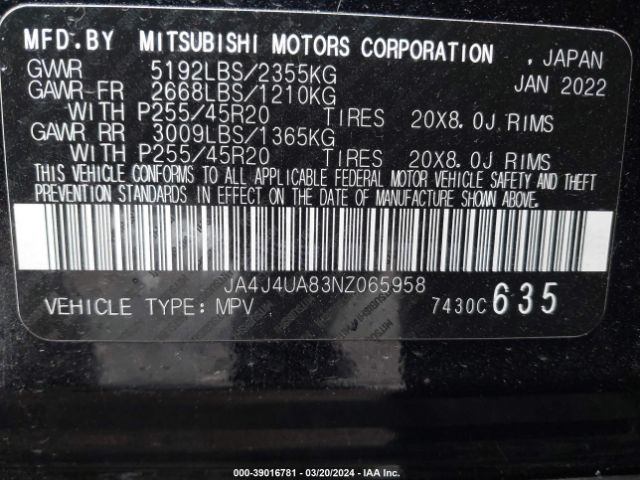 MFD.BY MITSUBISHI MOTORS CORPORATION . JAPAN
GVWR 5192LBS/2355KG JAN 2022
GAWR FR 2668LBS/1210KG
WITH P255/45R20 TIRES 20X8.0J RIMS
GAWR RR 3009LBS/1365KG
WITH P255/45R20 TIRES 20X8.0J RIMS
THIS VEHICLE CONFORMS TO ALL APPLICABLE FEDERAL MOTOR VEHICLE SAFETY AND THEFT
PREVENTION STANDARDS IN EFFECT ON THE DATE OF MANUFACTURE SHOWN ABOVE.
JA4J4UA83NZ065958
VEHICLE TYPE: MPV 7430C 635
000-39016781 - 03/20/2024 - IAA Inc.